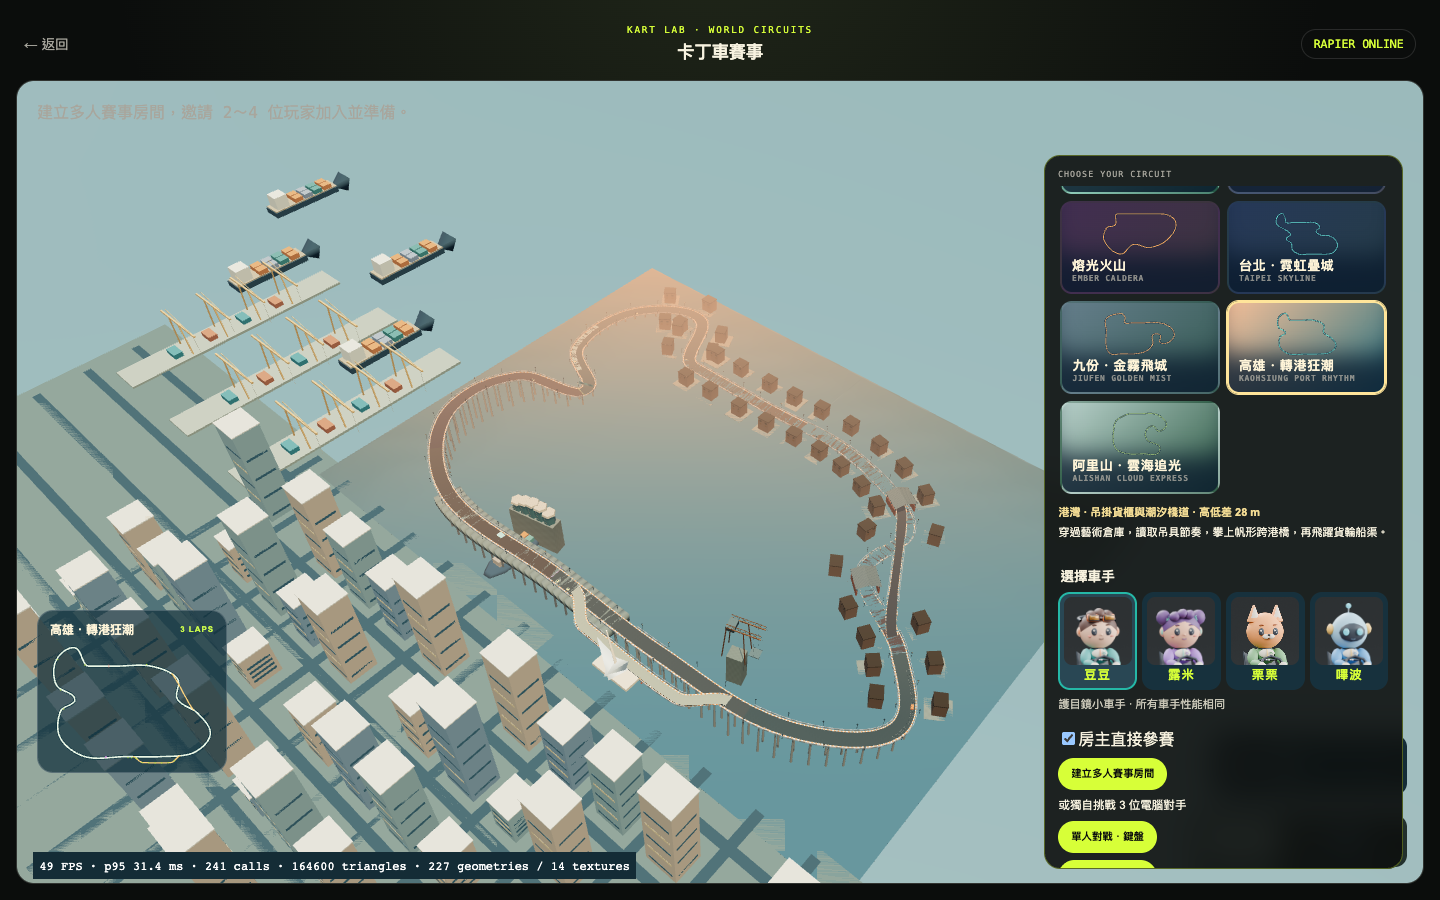 ← 返回
KART LAB · WORLD CIRCUITS
卡丁車賽事
RAPIER ONLINE
建立多人賽事房間，邀請 2～4 位玩家加入並準備。
CHOOSE YOUR CIRCUIT
熔光火山
EMBER CALDERA
台北・霓虹疊城
TAIPEI SKYLINE
九份・金霧飛城
JIUFEN GOLDEN MIST
高雄・轉港狂潮
KAOHSIUNG PORT RHYTHM
阿里山・雲海追光
ALISHAN CLOUD EXPRESS
港灣・吊掛貨櫃與潮汐橋道・高低差 28 m
穿過藝術倉庫，讀取吊具節奏，攀上帆形跨港橋，再飛躍貨輪船渠。
選擇車手
豆豆
露米
栗栗
嗶波
護目鏡小車手 · 所有車手性能相同
房主直接參賽
建立多人賽事房間
或獨自挑戰 3 位電腦對手
單人對戰・鍵盤
高雄・轉港狂潮
3 LAPS
49 FPS · p95 31.4 ms · 241 calls · 164600 triangles · 227 geometries / 14 textures